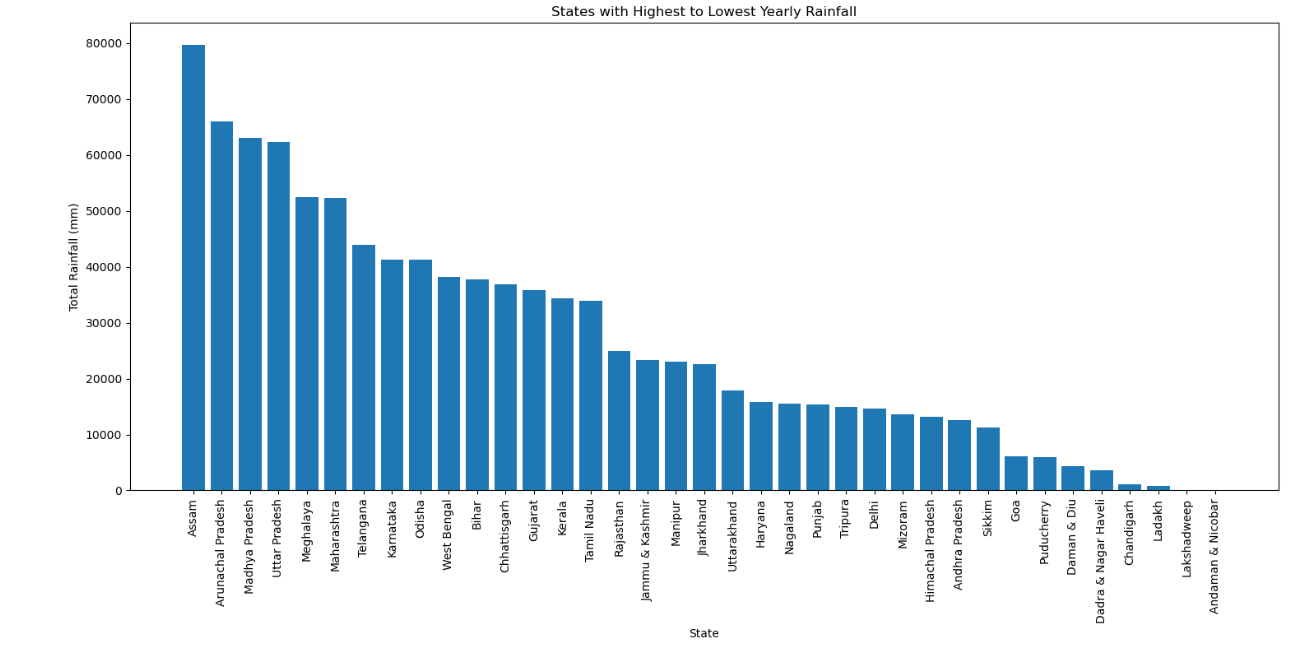 States with Highest to Lowest Yearly Rainfall
Total Rainfall (mm)
80000
70000
60000
50000
40000
30000
20000
10000
0
Assam
Arunachal Pradesh
Madhya Pradesh
Uttar Pradesh
Meghalaya
Maharashtra
Telangana
Karnataka
Odisha
West Bengal
Bihar
Chhattisgarh
Gujarat
Kerala
Tamil Nadu
Rajasthan
Jammu & Kashmir
Manipur
Jharkhand
Uttarakhand
Haryana
Nagaland
Punjab
Tripura
Delhi
Mizoram
Himachal Pradesh
Andhra Pradesh
Sikkim
Goa
Puducherry
Daman & Diu
Dadra & Nagar Haveli
Chandigarh
Ladakh
Lakshadweep
Andaman & Nicobar
State